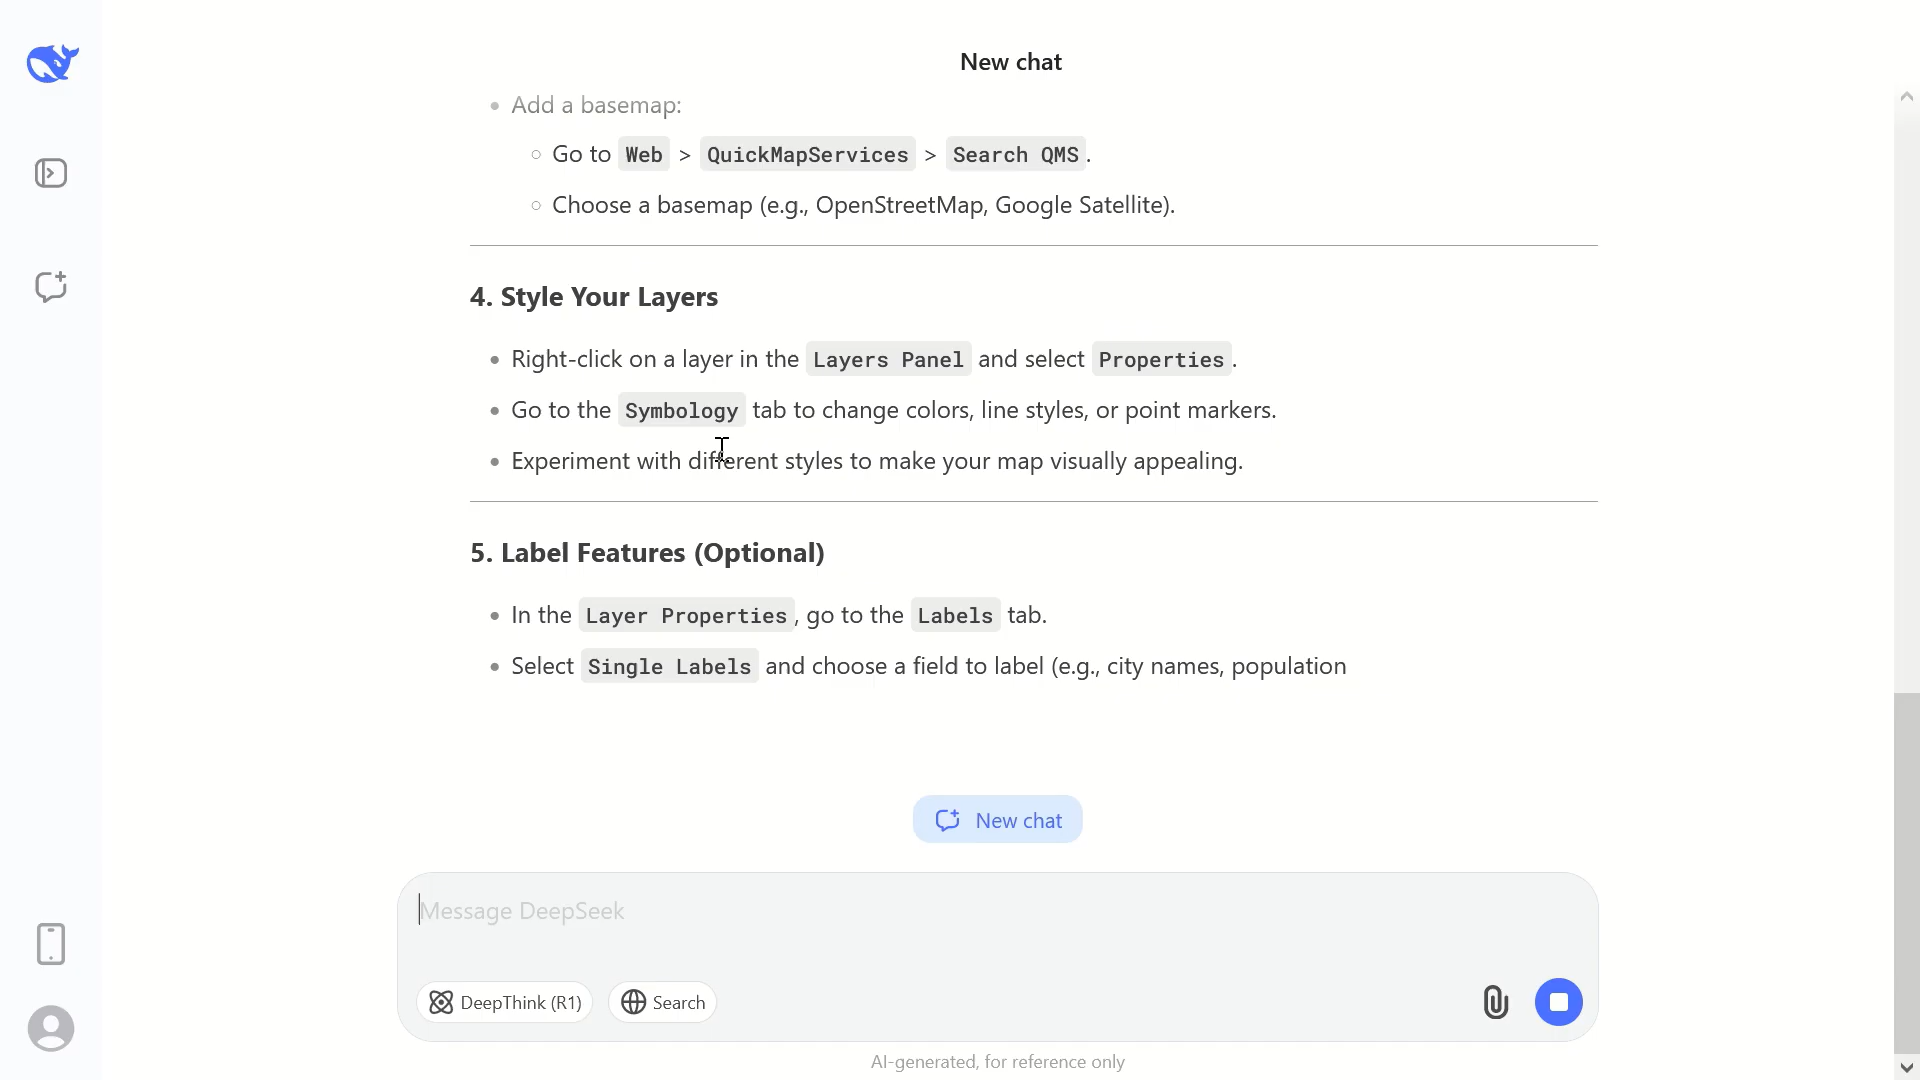 New chat
Add a basemap:
Go to Web > QuickMapServices > Search QMS.
Choose a basemap (e.g., OpenStreetMap, Google Satellite).
4. Style Your Layers
Right-click on a layer in the Layers Panel and select Properties.
Go to the Symbology tab to change colors, line styles, or point markers.
Experiment with different styles to make your map visually appealing.
5. Label Features (Optional)
In the Layer Properties, go to the Labels tab.
Select Single Labels and choose a field to label (e.g., city names, population
New chat
Message DeepSeek
DeepThink (R1) Search
AI-generated, for reference only